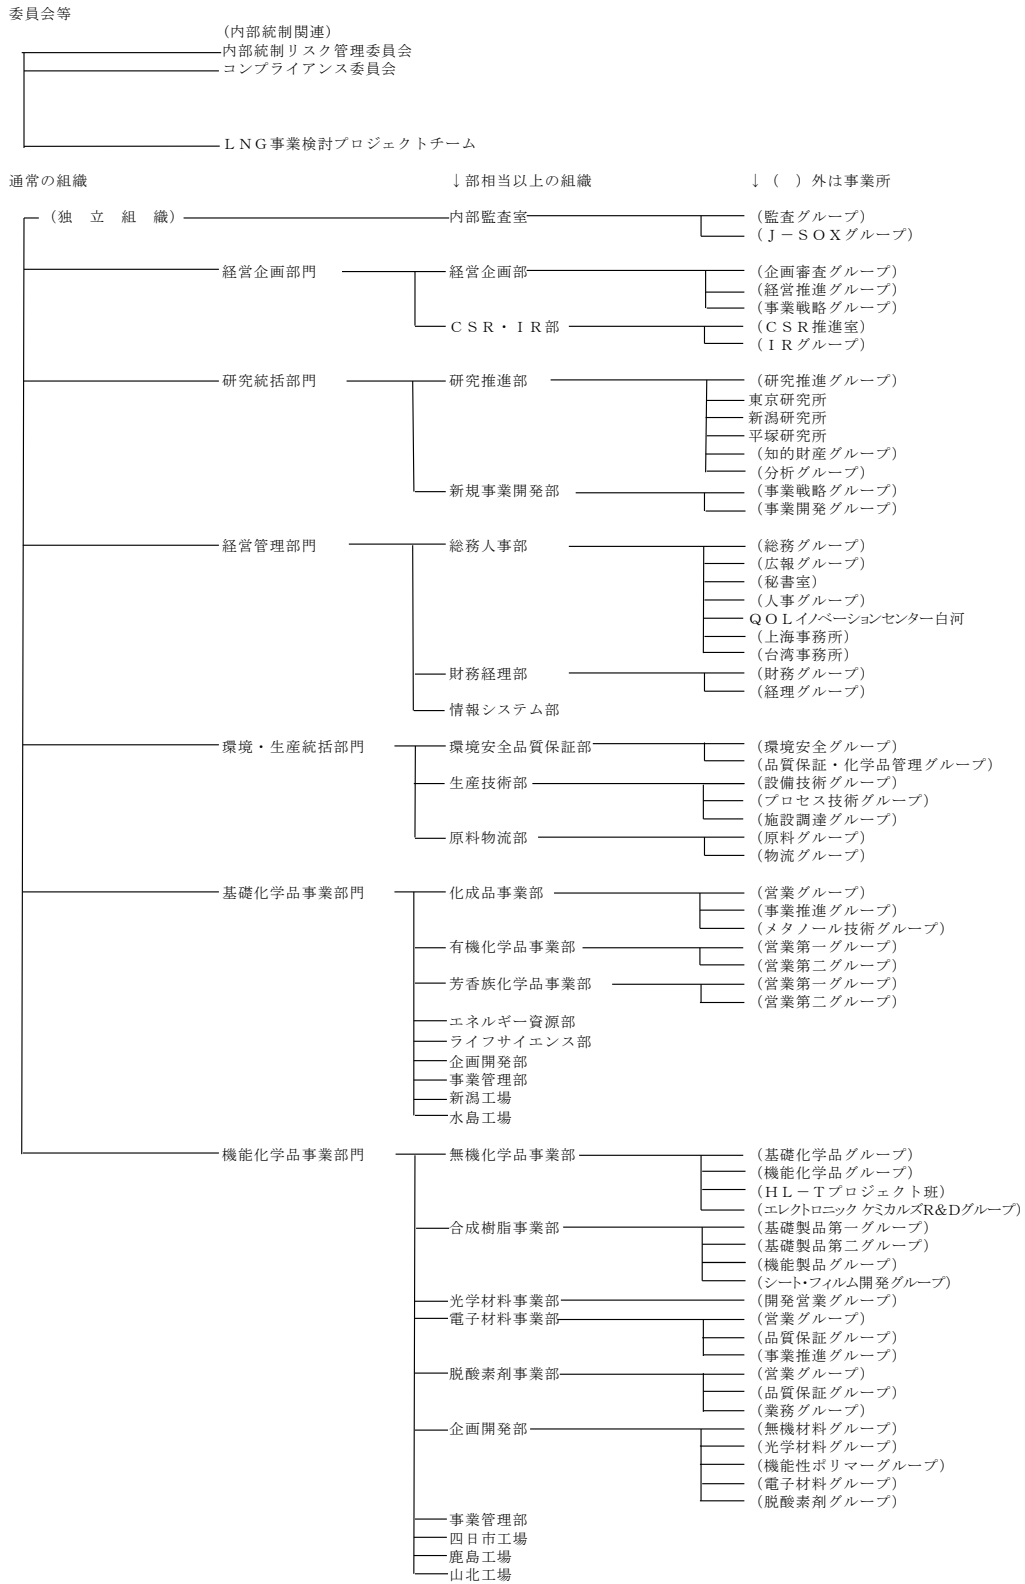 委員会等
(内部統制関連)
内部統制リスク管理委員会
コンプライアンス委員会
ＬＮＧ事業検討プロジェクトチーム
通常の組織 ↓部相当以上の組織 ↓（　）外は事業所
（独　立　組　織） 内部監査室 （監査グループ）
（Ｊ－ＳＯＸグループ）
経営企画部門 経営企画部 （企画審査グループ）
（経営推進グループ）
（事業戦略グループ）
ＣＳＲ・ＩＲ部 （ＣＳＲ推進室）
（ＩＲグループ）
研究統括部門 研究推進部 （研究推進グループ）
東京研究所
新潟研究所
平塚研究所
（知的財産グループ）
（分析グループ）
新規事業開発部 （事業戦略グループ）
（事業開発グループ）
経営管理部門 総務人事部 （総務グループ）
（広報グループ）
（秘書室）
（人事グループ）
ＱＯＬイノベーションセンター白河
（上海事務所）
（台湾事務所）
財務経理部 （財務グループ）
（経理グループ）
情報システム部
環境・生産統括部門 環境安全品質保証部 （環境安全グループ）
（品質保証・化学品管理グループ）
生産技術部 （設備技術グループ）
（プロセス技術グループ）
（施設調達グループ）
原料物流部 （原料グループ）
（物流グループ）
基礎化学品事業部門 化成品事業部 （営業グループ）
（事業推進グループ）
（メタノール技術グループ）
有機化学品事業部 （営業第一グループ）
（営業第二グループ）
芳香族化学品事業部 （営業第一グループ）
（営業第二グループ）
エネルギー資源部
ライフサイエンス部
企画開発部
事業管理部
新潟工場
水島工場
機能化学品事業部門 無機化学品事業部 （基礎化学品グループ）
（機能化学品グループ）
（ＨＬ－Ｔプロジェクト班）
（エレクトロニック ケミカルズR&Dグループ）
合成樹脂事業部 （基礎製品第一グループ）
（基礎製品第二グループ）
（機能製品グループ）
（シート・フィルム開発グループ）
光学材料事業部 （開発営業グループ）
電子材料事業部 （営業グループ）
（品質保証グループ）
（事業推進グループ）
脱酸素剤事業部 （営業グループ）
（品質保証グループ）
（業務グループ）
企画開発部 （無機材料グループ）
（光学材料グループ）
（機能性ポリマーグループ）
（電子材料グループ）
（脱酸素剤グループ）
事業管理部
四日市工場
鹿島工場
山北工場